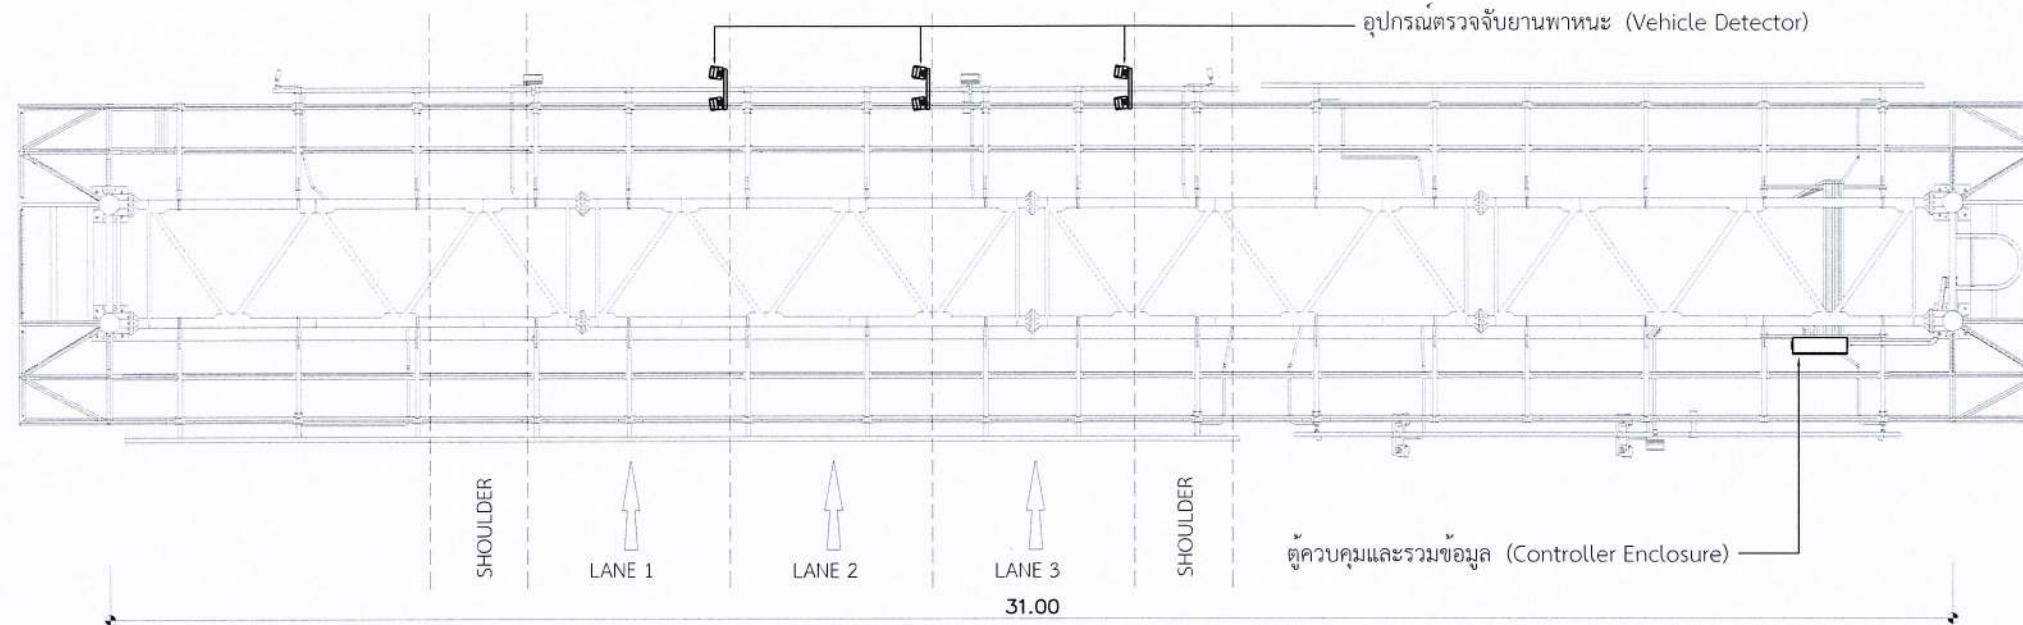 อุปกรณ์ตรวจจับยานพาหนะ (Vehicle Detector)
SHOULDER
LANE 1
LANE 2
LANE 3
SHOULDER
ตู้ควบคุมและรวมข้อมูล (Controller Enclosure)
31.00